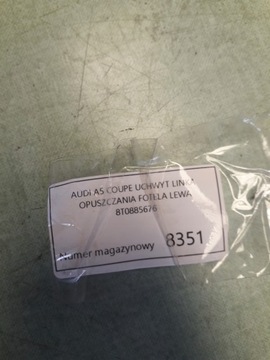 AUDI A5 COUPE UCHWYT LINKI
OPUSZCZANIA FOTELA LEWA
8T0885676
Numer magazynowy 8351